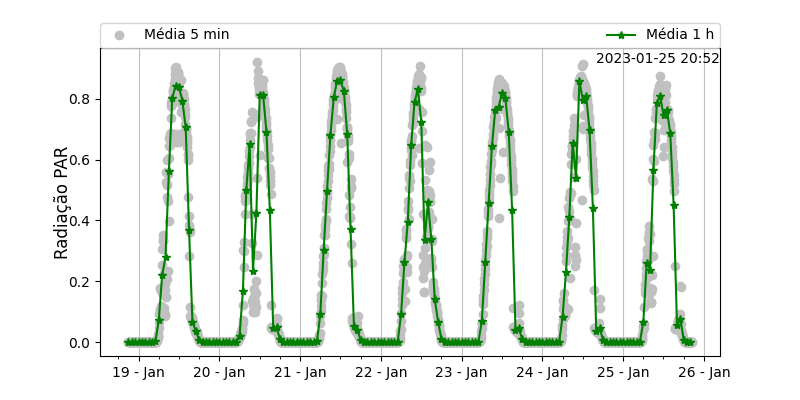 Média 5 min
Média 1 h
2023-01-25 20:52
Radiação PAR
0.8
0.6
0.4
0.2
0.0
19 - Jan
20 - Jan
21 - Jan
22 - Jan
23 - Jan
24 - Jan
25 - Jan
26 - Jan